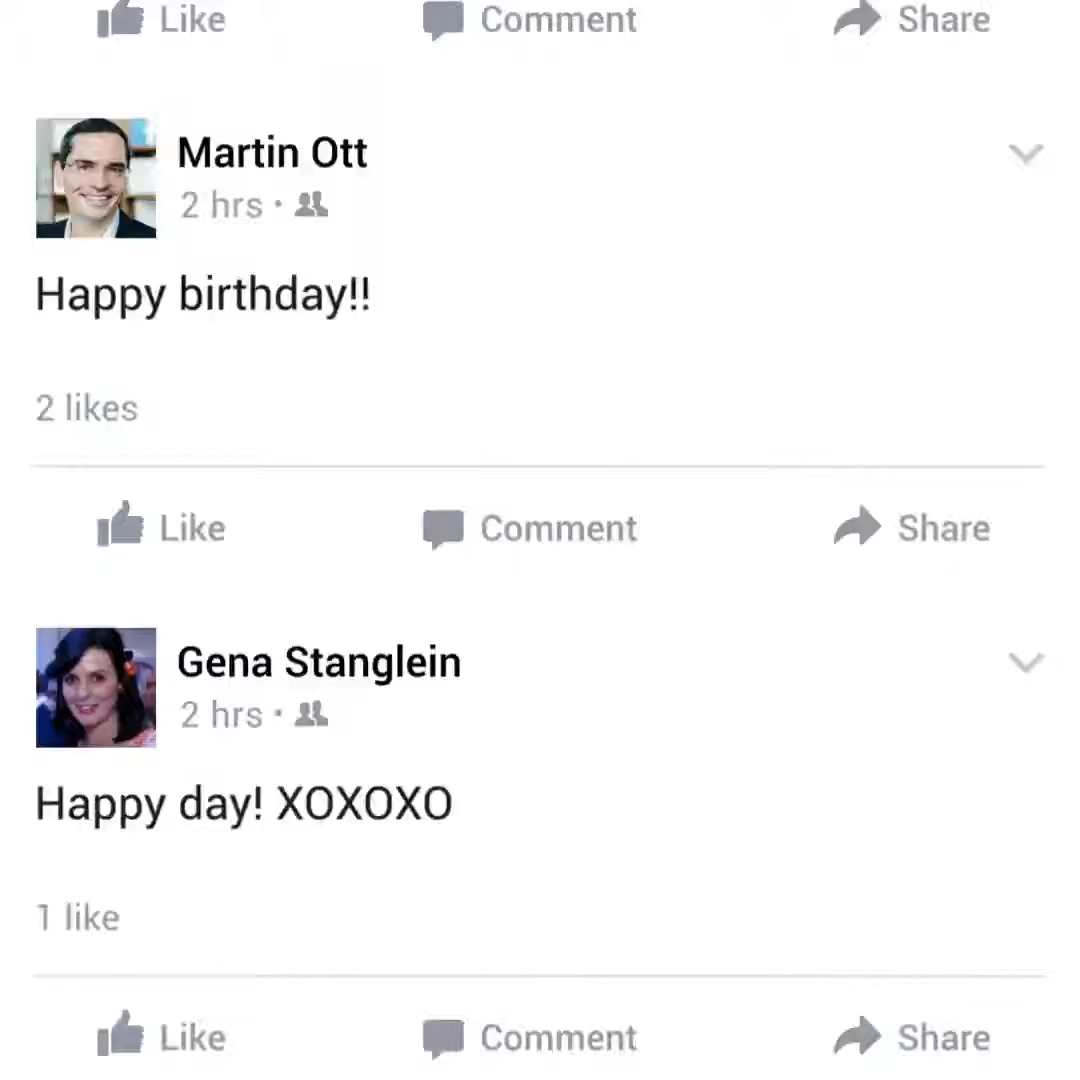 Like Comment Share
Martin Ott
2 hrs ·
Happy birthday!!
2 likes
Like Comment Share
Gena Stanglein
2 hrs ·
Happy day! XOXOXO
1 like
Like Comment Share